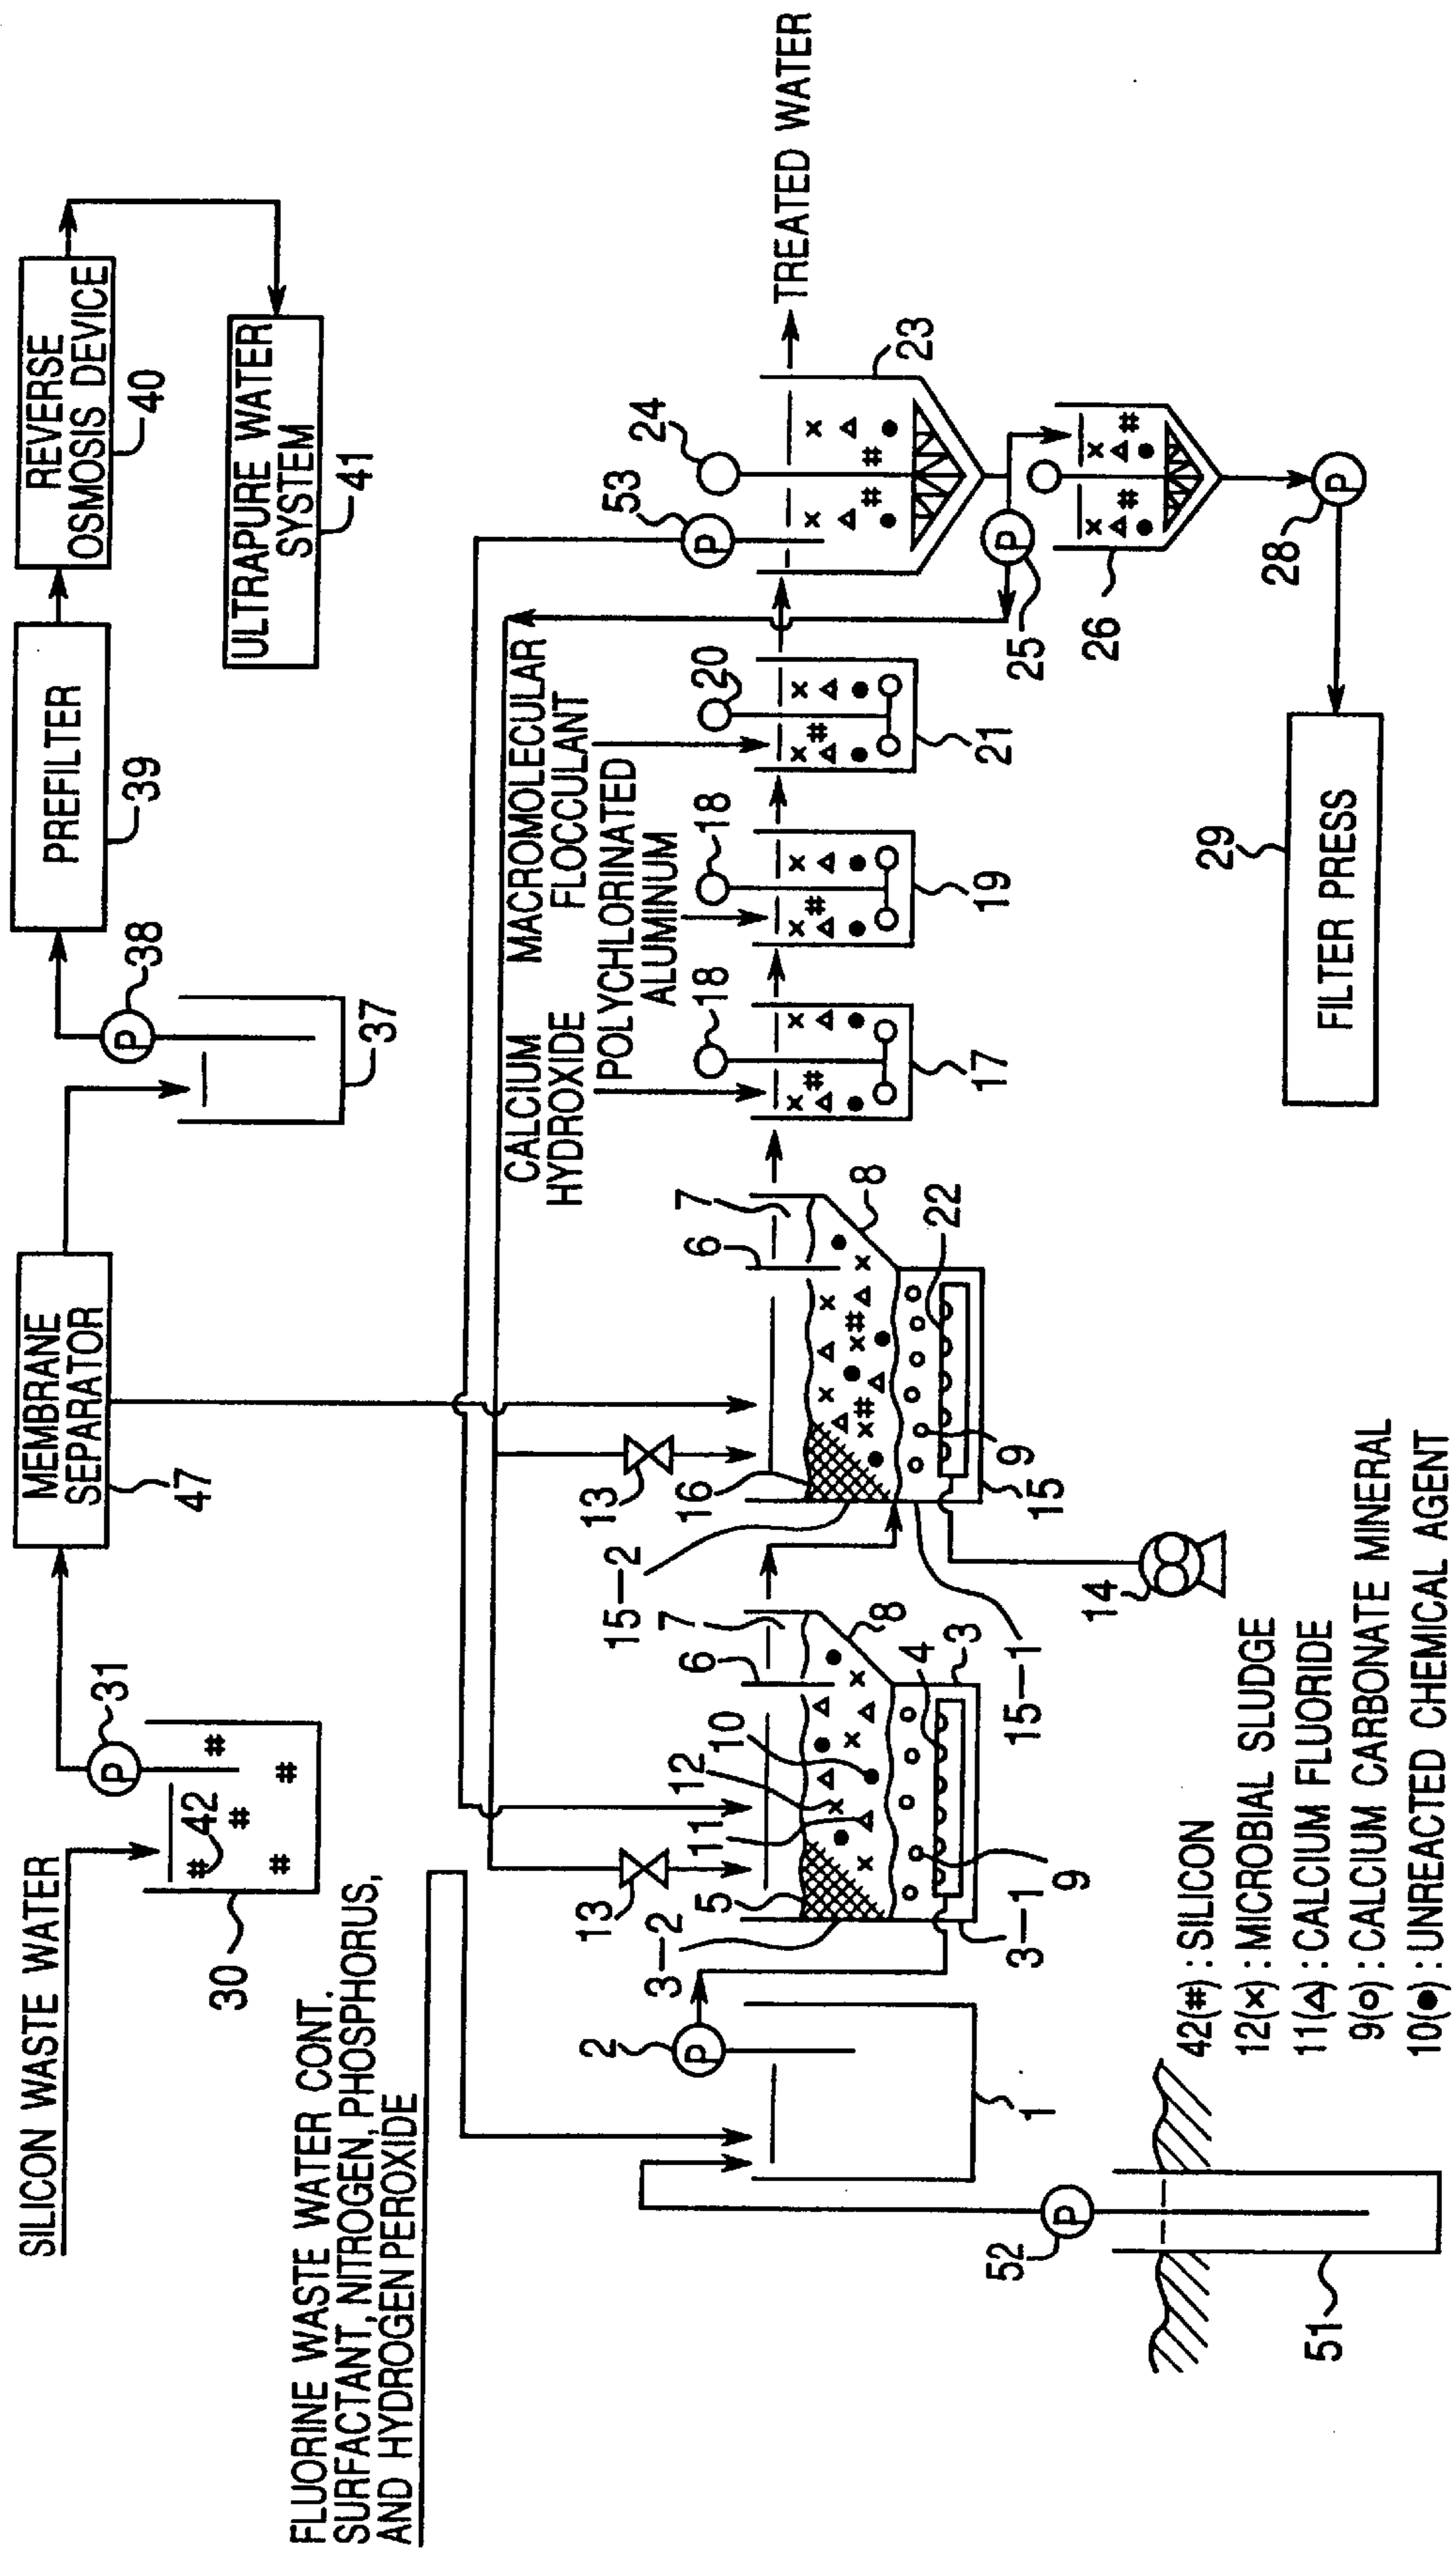 SILICON WASTE WATER
30
42
P
31
MEMBRANE
SEPARATOR
47
P
38
37
PREFILTER
39
REVERSE
OSMOSIS DEVICE
40
ULTRAPURE WATER
SYSTEM
41
FLUORINE WASTE WATER CONT.
SURFACTANT, NITROGEN, PHOSPHORUS,
AND HYDROGEN PEROXIDE
CALCIUM
HYDROXIDE
POLYCHLORINATED
ALUMINUM
MACROMOLECULAR
FLOCCULANT
TREATED WATER
51
52
P
1
2
P
3-2
13
5
11
12
10
6
7
8
4
3
3-1
9
15-2
13
16
6
7
8
22
9
15
15-1
14
18
17
18
19
20
21
53
P
24
23
25
P
26
28
P
29
FILTER PRESS
42(#) : SILICON
12(×) : MICROBIAL SLUDGE
11(△) : CALCIUM FLUORIDE
9(○) : CALCIUM CARBONATE MINERAL
10(●) : UNREACTED CHEMICAL AGENT